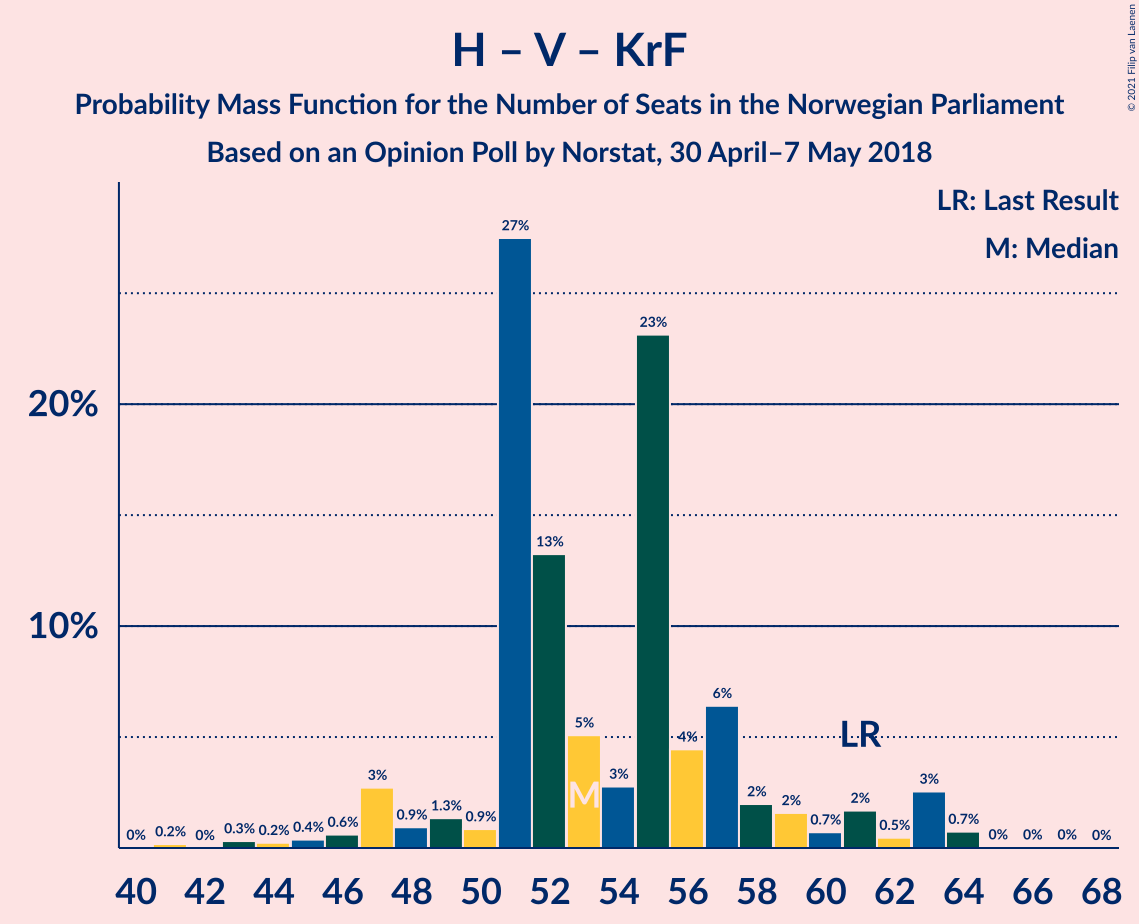 H – V – KrF
Probability Mass Function for the Number of Seats in the Norwegian Parliament
Based on an Opinion Poll by Norstat, 30 April–7 May 2018
© 2021 Filip van Laenen
LR: Last Result
M: Median
20%
10%
0% 0.2% 0% 0.3% 0.2% 0.4% 0.6% 3% 0.9% 1.3% 0.9% 27% 13% 5% 3% 23% 4% 6% 2% 2% 0.7% 2% 0.5% 3% 0.7% 0% 0% 0% 0%
M
LR
40 42 44 46 48 50 52 54 56 58 60 62 64 66 68